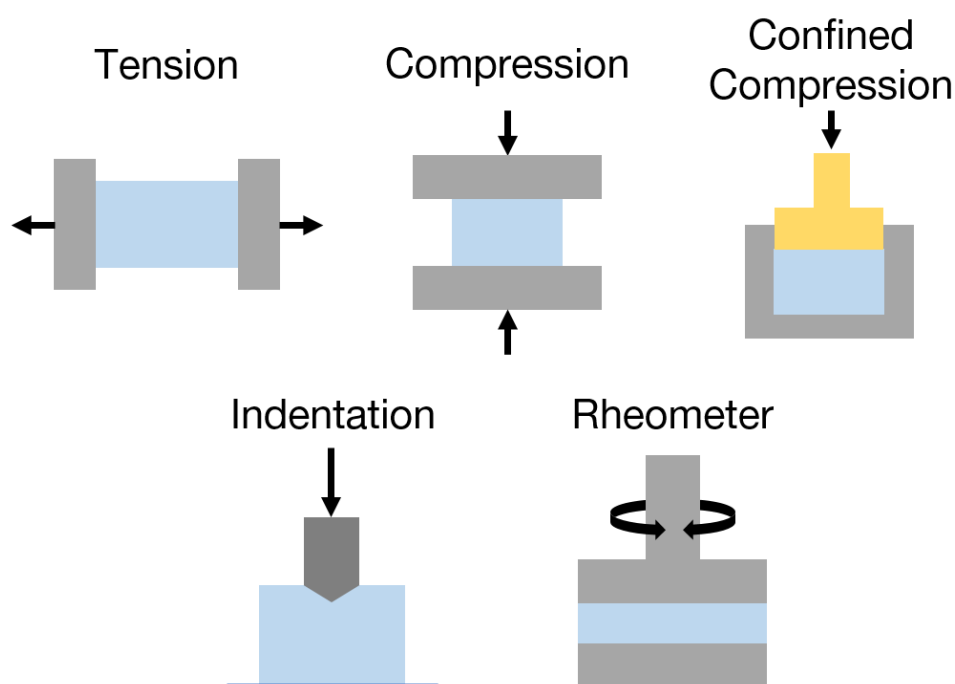 Tension
Compression
Confined
Compression
Indentation
Rheometer